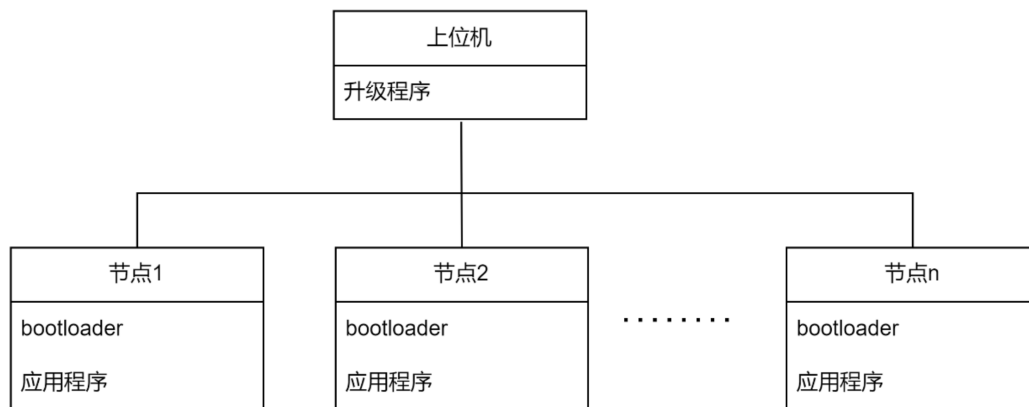 上位机
升级程序
节点1
bootloader
应用程序
节点2
bootloader
应用程序
········
节点n
bootloader
应用程序